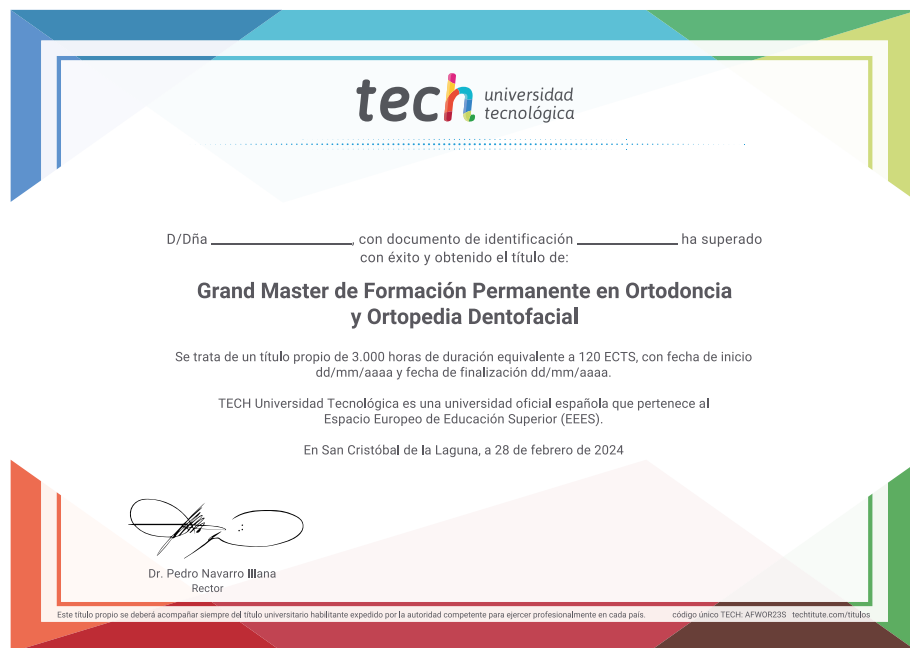 tech universidad
tecnológica
D/Dña ________________, con documento de identificación ____________ ha superado
con éxito y obtenido el título de:
Grand Master de Formación Permanente en Ortodoncia
y Ortopedia Dentofacial
Se trata de un título propio de 3.000 horas de duración equivalente a 120 ECTS, con fecha de inicio
dd/mm/aaaa y fecha de finalización dd/mm/aaaa.
TECH Universidad Tecnológica es una universidad oficial española que pertenece al
Espacio Europeo de Educación Superior (EEES).
En San Cristóbal de la Laguna, a 28 de febrero de 2024
Dr. Pedro Navarro Illana
Rector
Este título propio se deberá acompañar siempre del título universitario habilitante expedido por la autoridad competente para ejercer profesionalmente en cada país. código único TECH: AFWOR23S techtitute.com/titulos